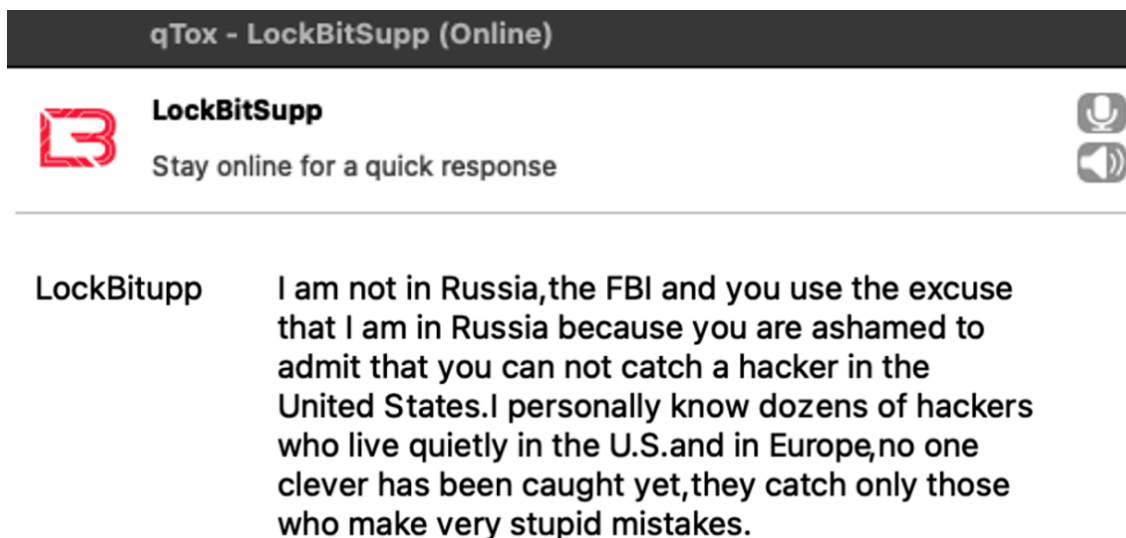 qTox - LockBitSupp (Online)
LockBitSupp
Stay online for a quick response
LockBitupp I am not in Russia,the FBI and you use the excuse
that I am in Russia because you are ashamed to
admit that you can not catch a hacker in the
United States.I personally know dozens of hackers
who live quietly in the U.S.and in Europe,no one
clever has been caught yet,they catch only those
who make very stupid mistakes.